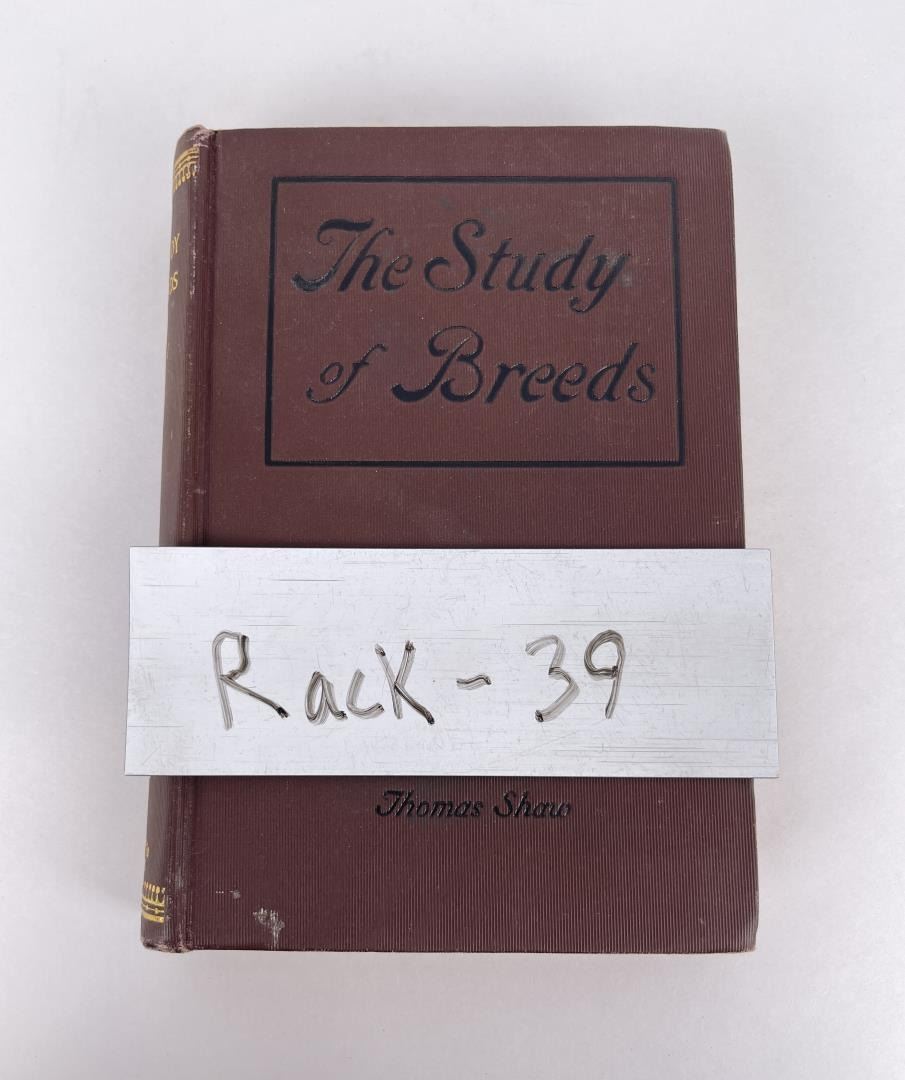 The Study
of Breeds
Rack - 39
Thomas Shaw